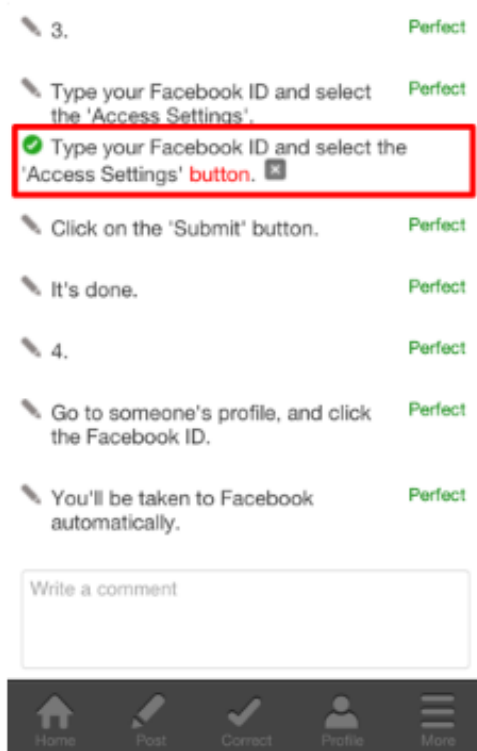 3. Perfect
Type your Facebook ID and select Perfect
the 'Access Settings'.
Type your Facebook ID and select the
'Access Settings' button.
Click on the 'Submit' button. Perfect
It's done. Perfect
4. Perfect
Go to someone's profile, and click Perfect
the Facebook ID.
You'll be taken to Facebook Perfect
automatically.
Write a comment
Home Post Correct Profile More